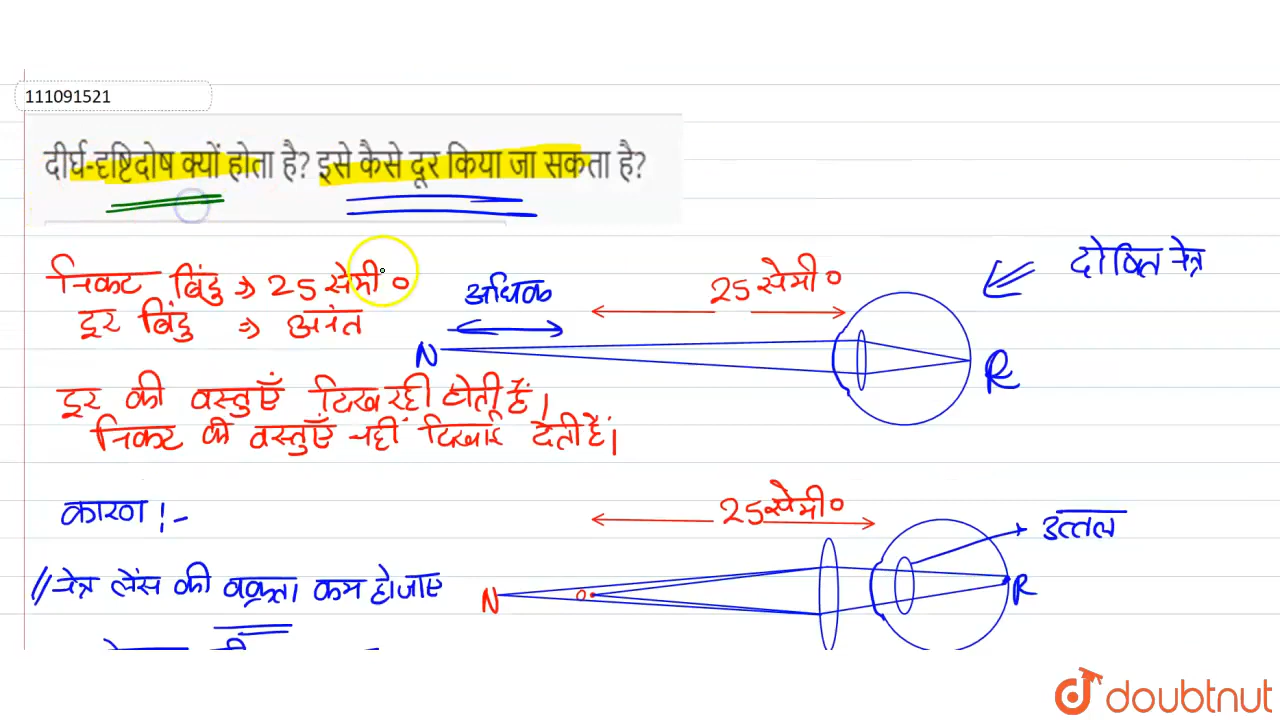 111091521
दीर्घ-दृष्टिदोष क्यों होता है? इसे कैसे दूर किया जा सकता है?
निकट बिंदु ⇒ 25 सेमी०
दूर बिंदु ⇒ अनंत
अधिक
25 सेमी०
दोषित नेत्र
N
R
दूर की वस्तुएँ दिख रही होती हैं।
निकट की वस्तुएँ नहीं दिखाई देती हैं।
कारण :-
25 सेमी०
उत्तल
// नेत्र लेंस की वक्रता कम हो जाए
N
O
R
doubtnut